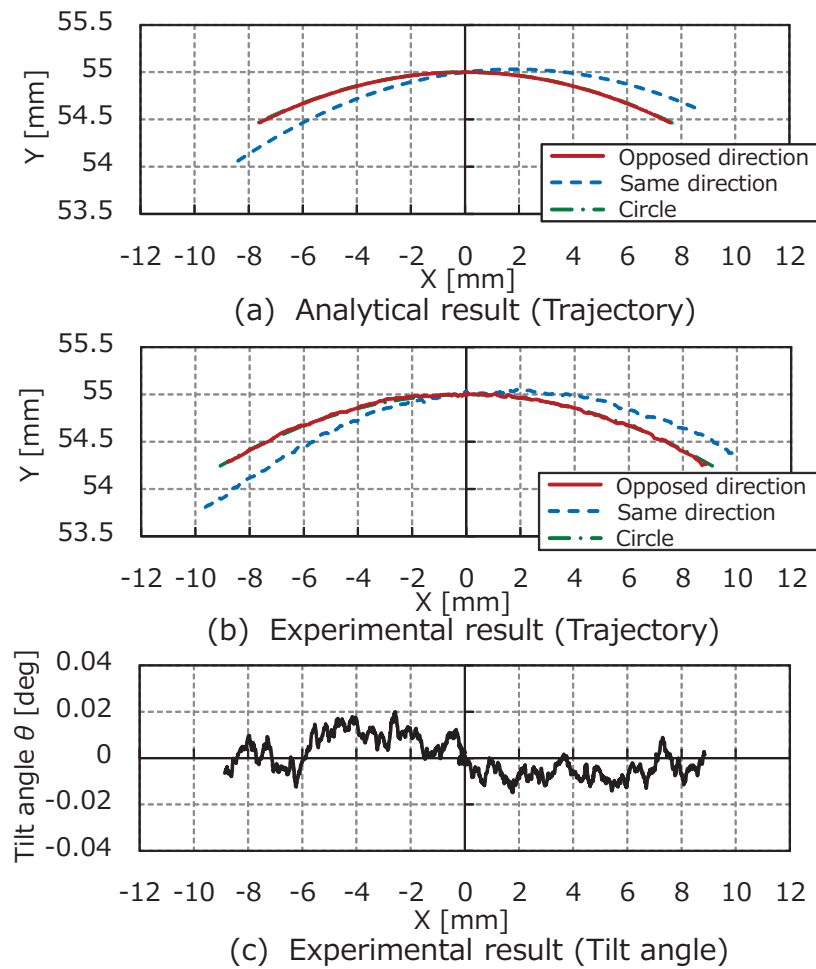 55.5
55
54.5
54
53.5
Y [mm]
Opposed direction
Same direction
Circle
-12 -10 -8 -6 -4 -2 0 2 4 6 8 10 12
X [mm]
(a) Analytical result (Trajectory)
55.5
55
54.5
54
53.5
Y [mm]
Opposed direction
Same direction
Circle
-12 -10 -8 -6 -4 -2 0 2 4 6 8 10 12
X [mm]
(b) Experimental result (Trajectory)
0.04
0.02
0
-0.02
-0.04
Tilt angle θ [deg]
-12 -10 -8 -6 -4 -2 0 2 4 6 8 10 12
X [mm]
(c) Experimental result (Tilt angle)